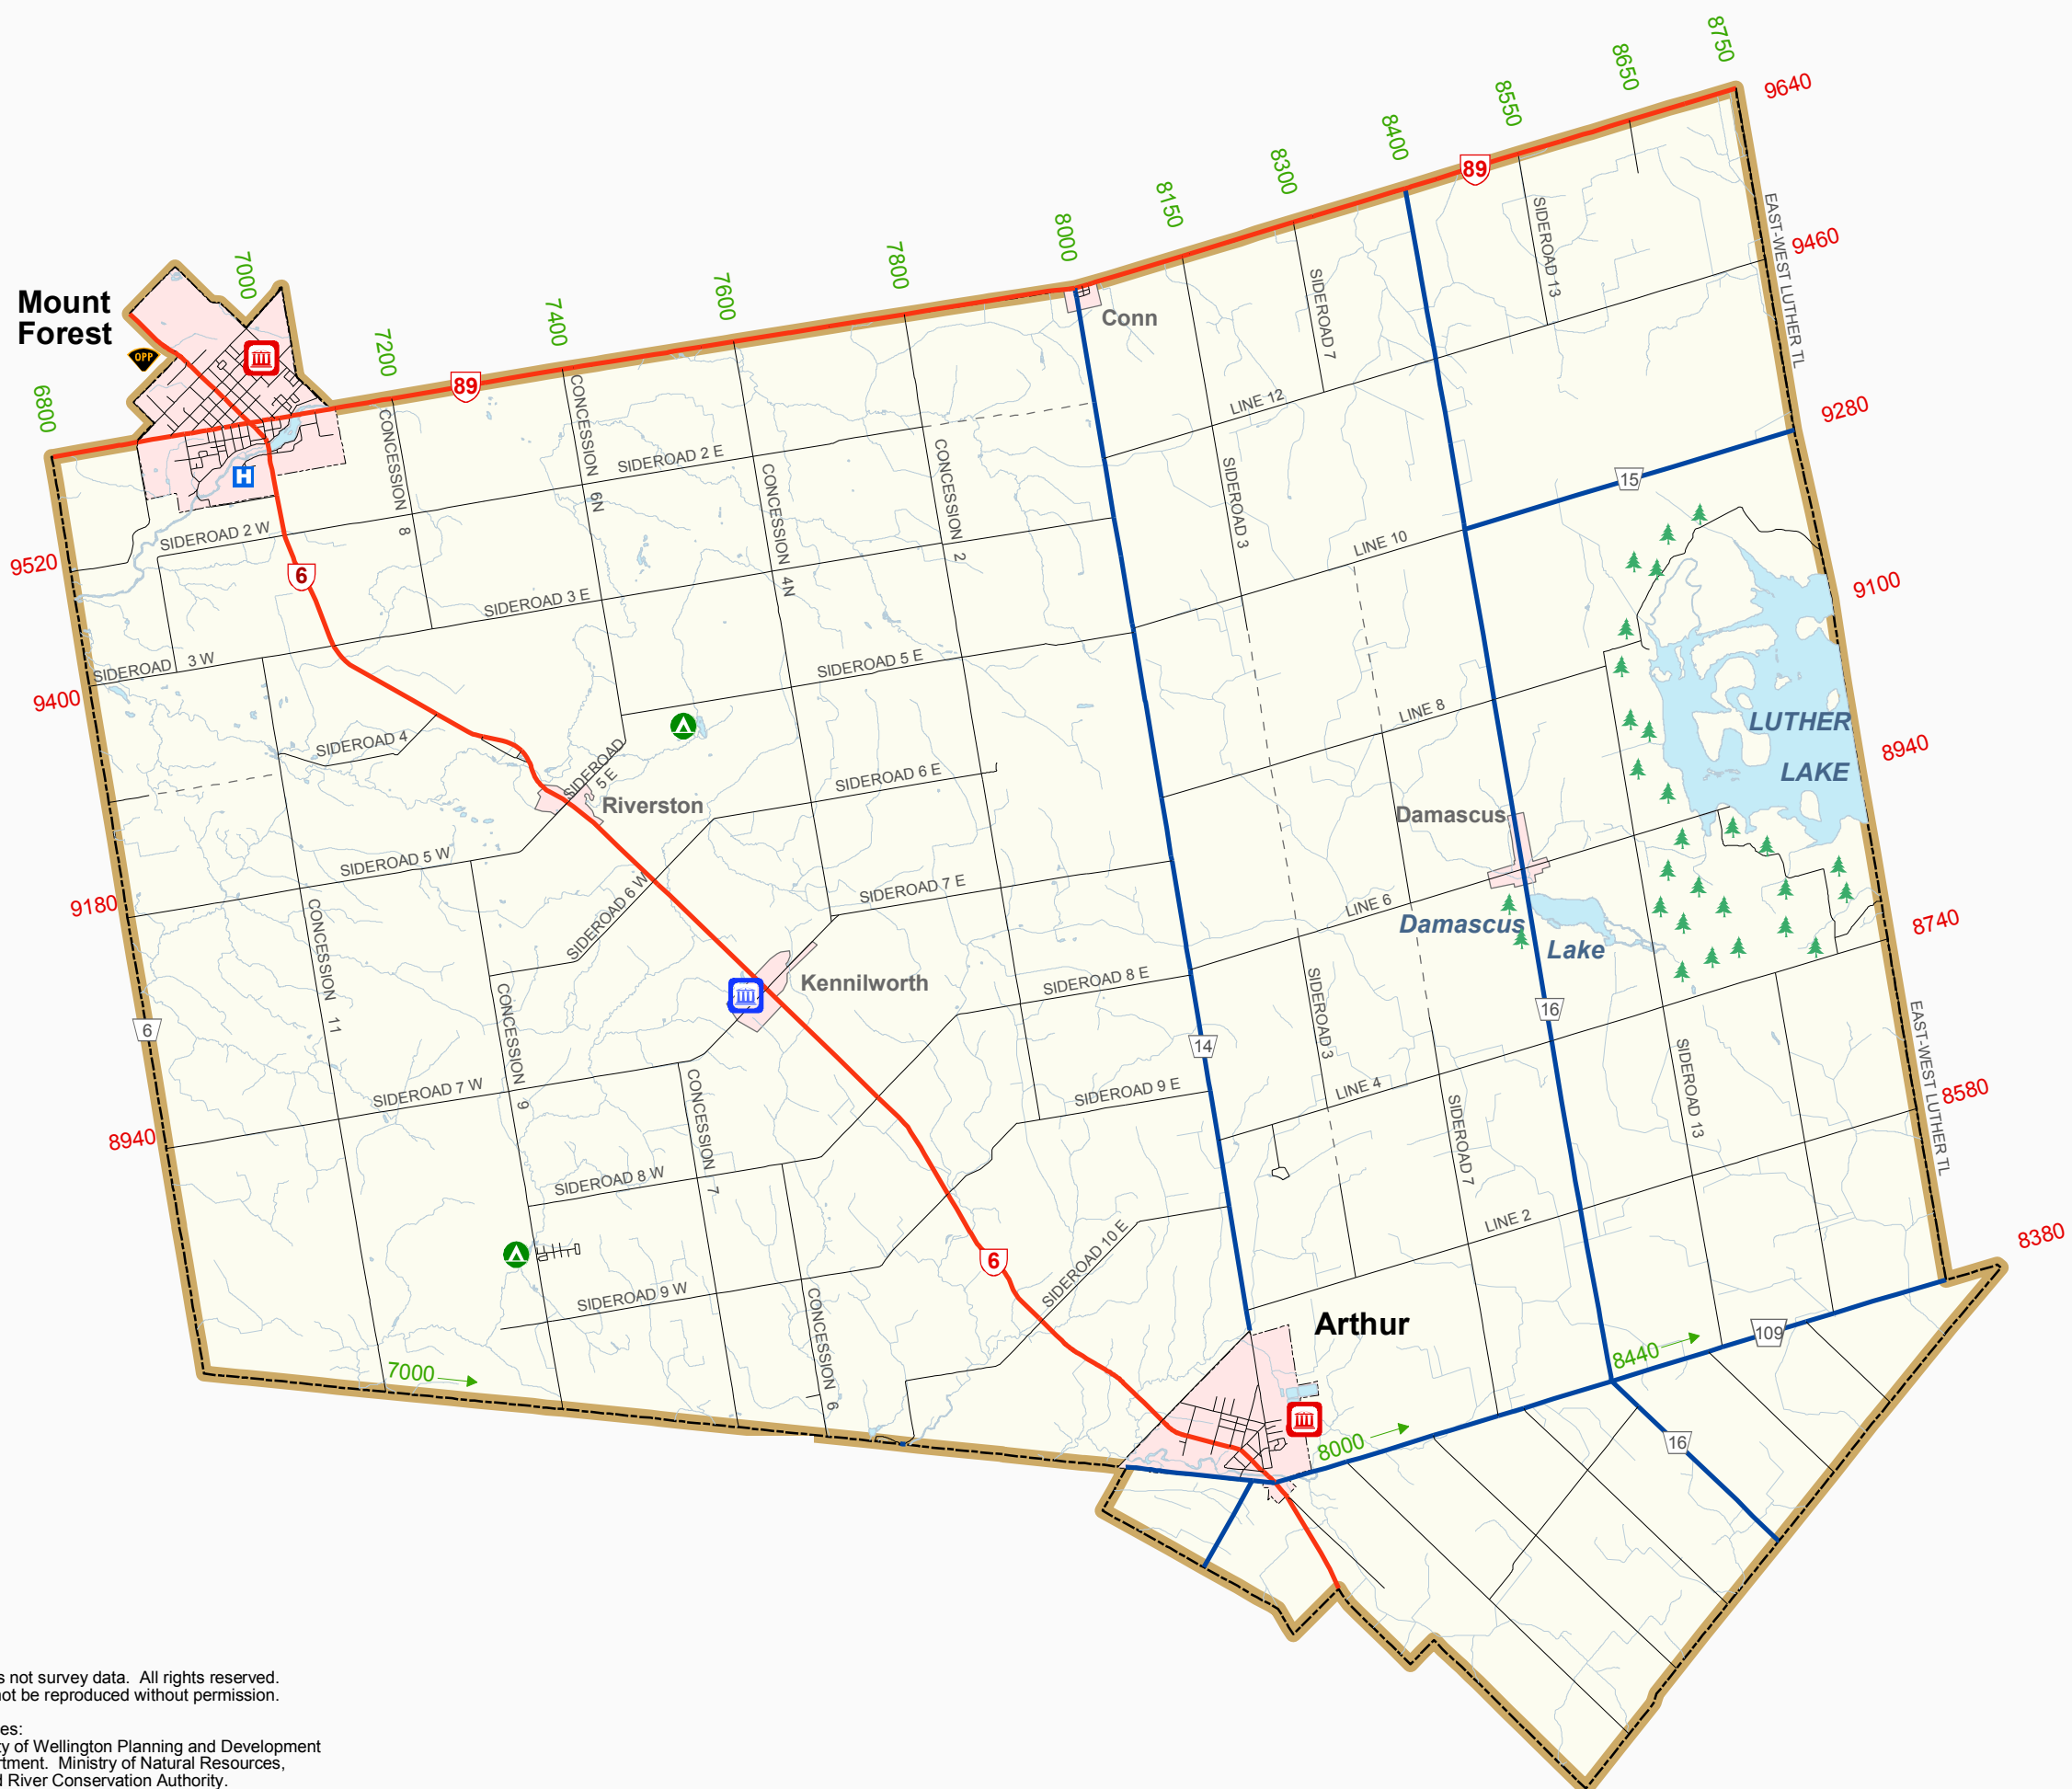 8750
8650
8550
8400
8300
8150
8000
7800
7600
7400
7200
7000
6800
9640
9460
9280
9100
8940
8740
8580
8380
9520
9400
9180
8940
Mount
Forest
OPP
H
89
89
Conn
SIDEROAD 13
SIDEROAD 7
EAST-WEST LUTHER TL
LINE 12
CONCESSION 8
CONCESSION 6N
SIDEROAD 2 E
CONCESSION 4N
CONCESSION 2
SIDEROAD 3
15
SIDEROAD 2 W
LINE 10
6
SIDEROAD 3 E
SIDEROAD 3 W
SIDEROAD 5 E
LINE 8
LUTHER
LAKE
SIDEROAD 4
SIDEROAD
5 E
SIDEROAD 6 E
Riverston
Damascus
SIDEROAD 5 W
SIDEROAD 6 W
SIDEROAD 7 E
LINE 6
Damascus
Lake
CONCESSION 11
Kennilworth
SIDEROAD 8 E
SIDEROAD 3
16
6
CONCESSION 9
14
SIDEROAD 13
EAST-WEST LUTHER TL
SIDEROAD 7 W
CONCESSION 7
SIDEROAD 9 E
LINE 4
SIDEROAD 7
SIDEROAD 8 W
LINE 2
6
SIDEROAD 10 E
SIDEROAD 9 W
CONCESSION 6
Arthur
109
8440
7000
8000
16
s not survey data. All rights reserved.
not be reproduced without permission.
es:
ty of Wellington Planning and Development
rtment. Ministry of Natural Resources,
d River Conservation Authority.